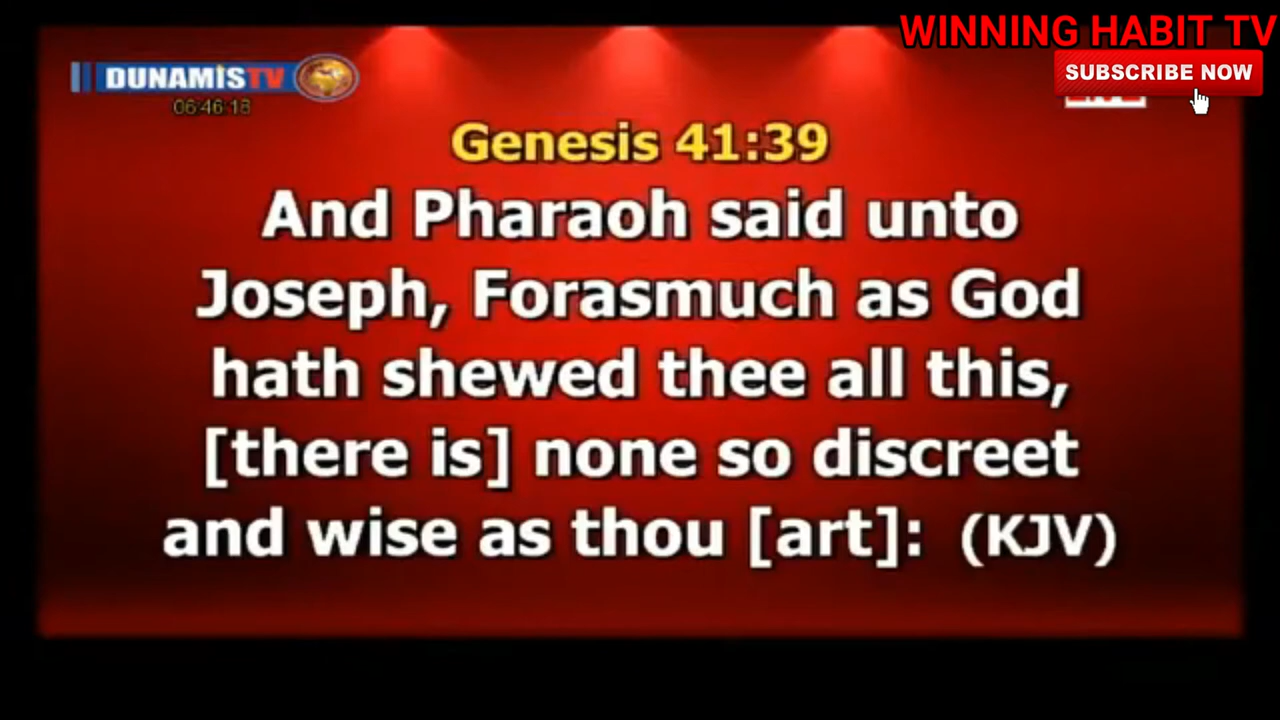 WINNING HABIT TV
SUBSCRIBE NOW
DUNAMIS TV
06:46:18
Genesis 41:39
And Pharaoh said unto
Joseph, Forasmuch as God
hath shewed thee all this,
[there is] none so discreet
and wise as thou [art]: (KJV)